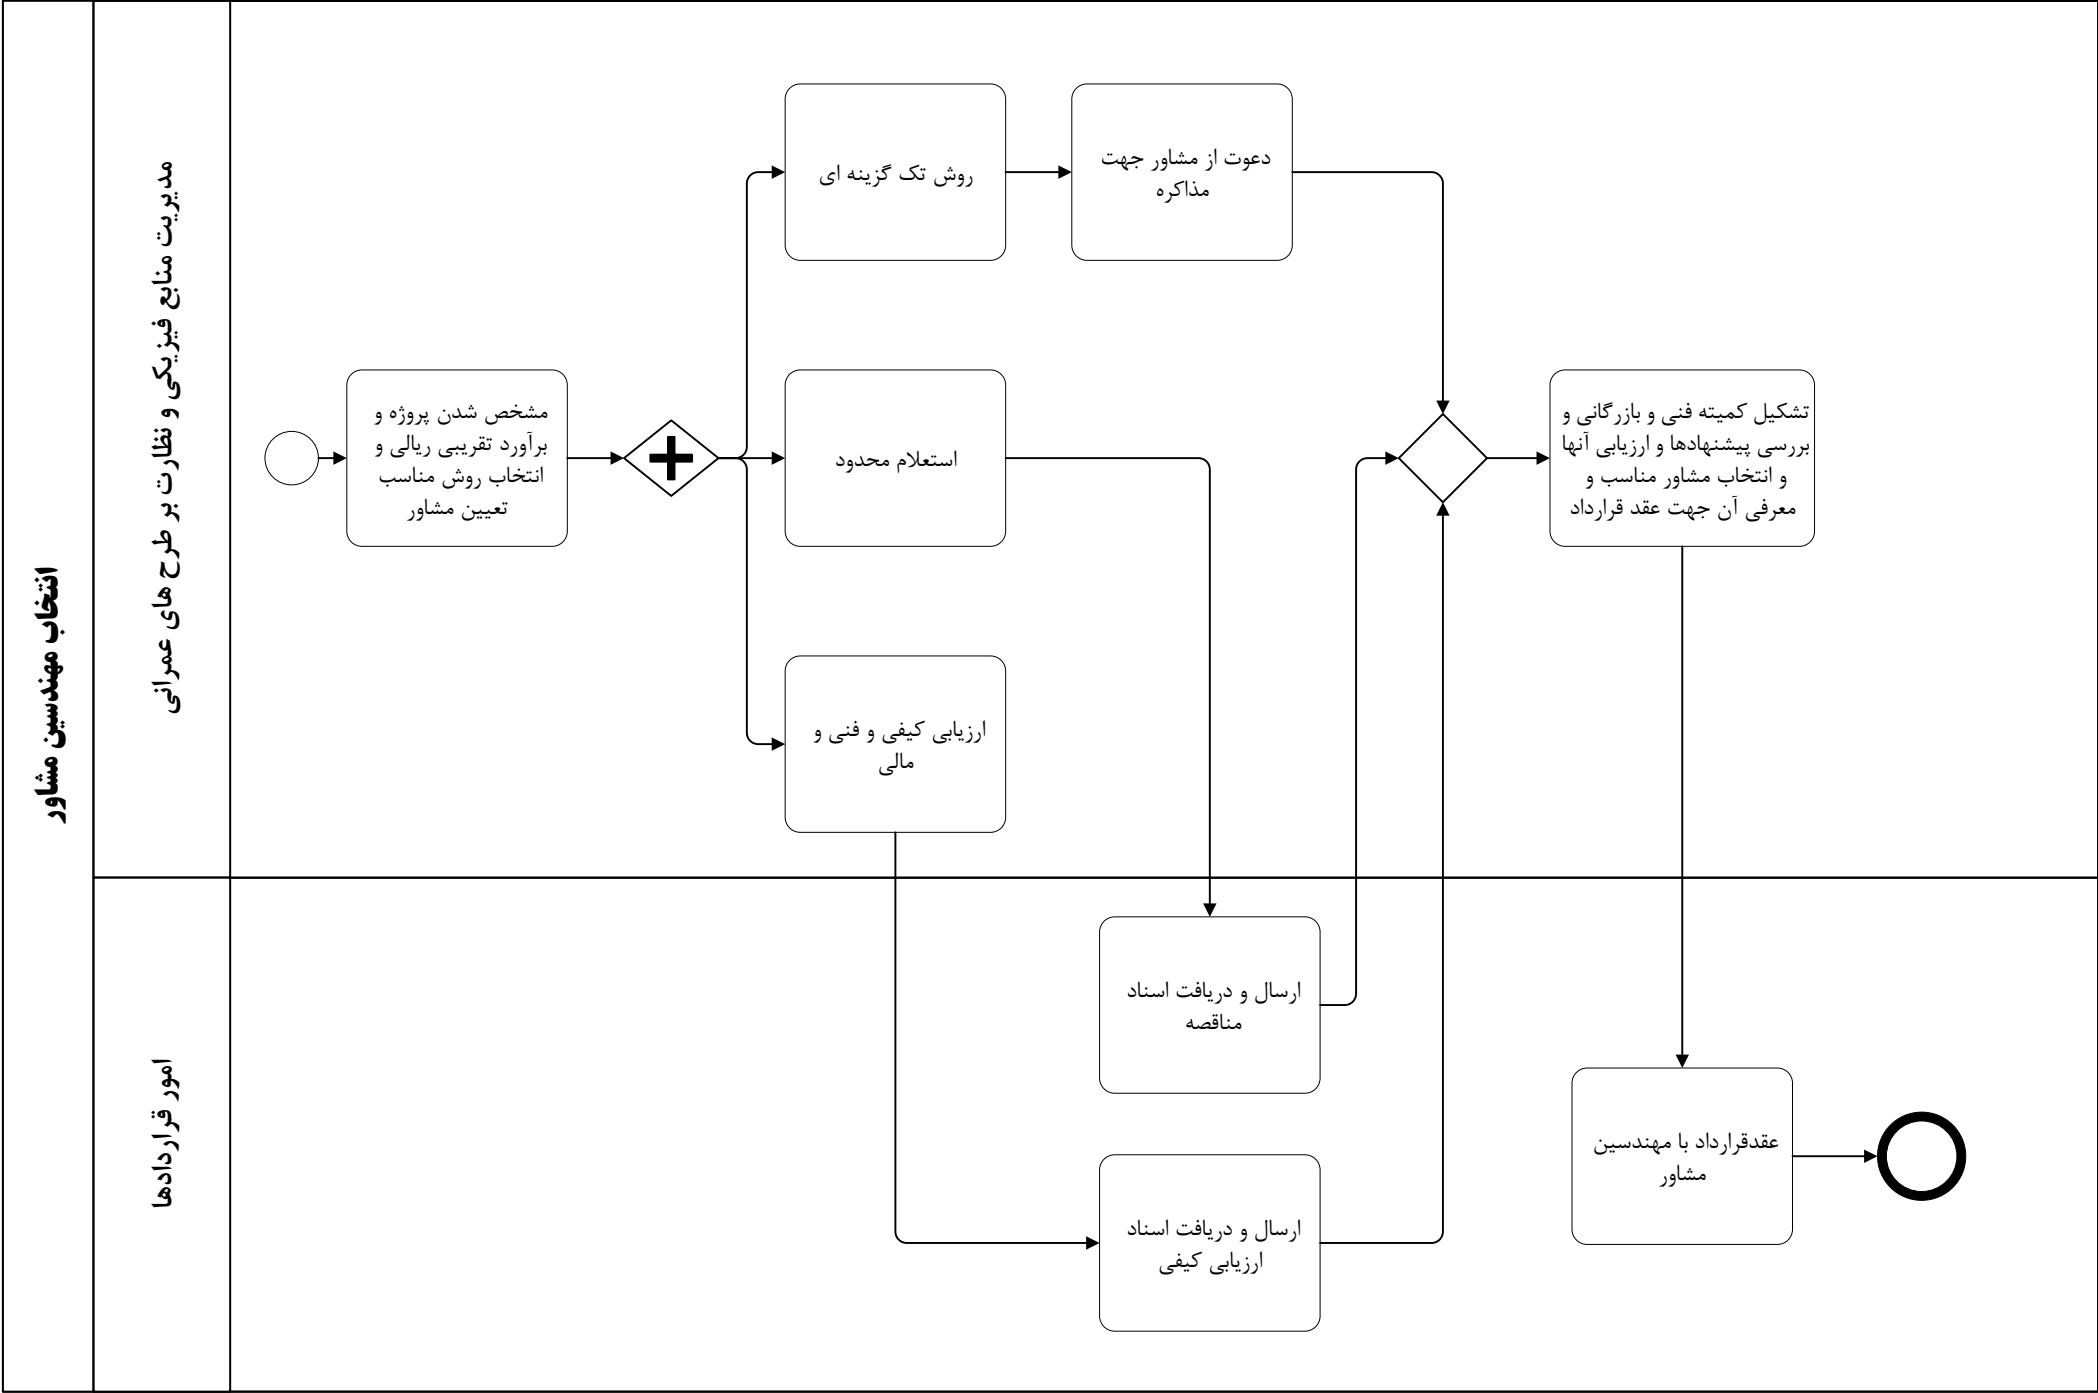 انتخاب مهندسین مشاور
مدیریت منابع فیزیکی و نظارت بر طرح های عمرانی
مشخص شدن پروژه و
برآورد تقریبی ریالی و
انتخاب روش مناسب
تعیین مشاور
روش تک گزینه ای
دعوت از مشاور جهت
مذاکره
استعلام محدود
ارزیابی کیفی و فنی و
مالی
تشکیل کمیته فنی و بازرگانی و
بررسی پیشنهادها و ارزیابی آنها
و انتخاب مشاور مناسب و
معرفی آن جهت عقد قرارداد
امور قراردادها
ارسال و دریافت اسناد
مناقصه
ارسال و دریافت اسناد
ارزیابی کیفی
عقدقرارداد با مهندسین
مشاور